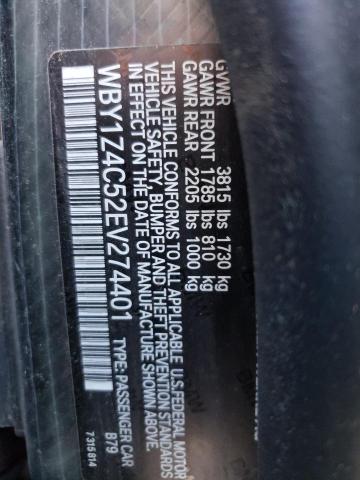 GVWR 3815 lbs 1730 kg
GAWR FRONT 1785 lbs 810 kg
GAWR REAR 2205 lbs 1000 kg
THIS VEHICLE CONFORMS TO ALL APPLICABLE U.S. FEDERAL MOTOR
VEHICLE SAFETY, BUMPER AND THEFT PREVENTION STANDARDS
IN EFFECT ON THE DATE OF MANUFACTURE SHOWN ABOVE.
WBY1Z4C52EV274401 TYPE: PASSENGER CAR
B79
7315814